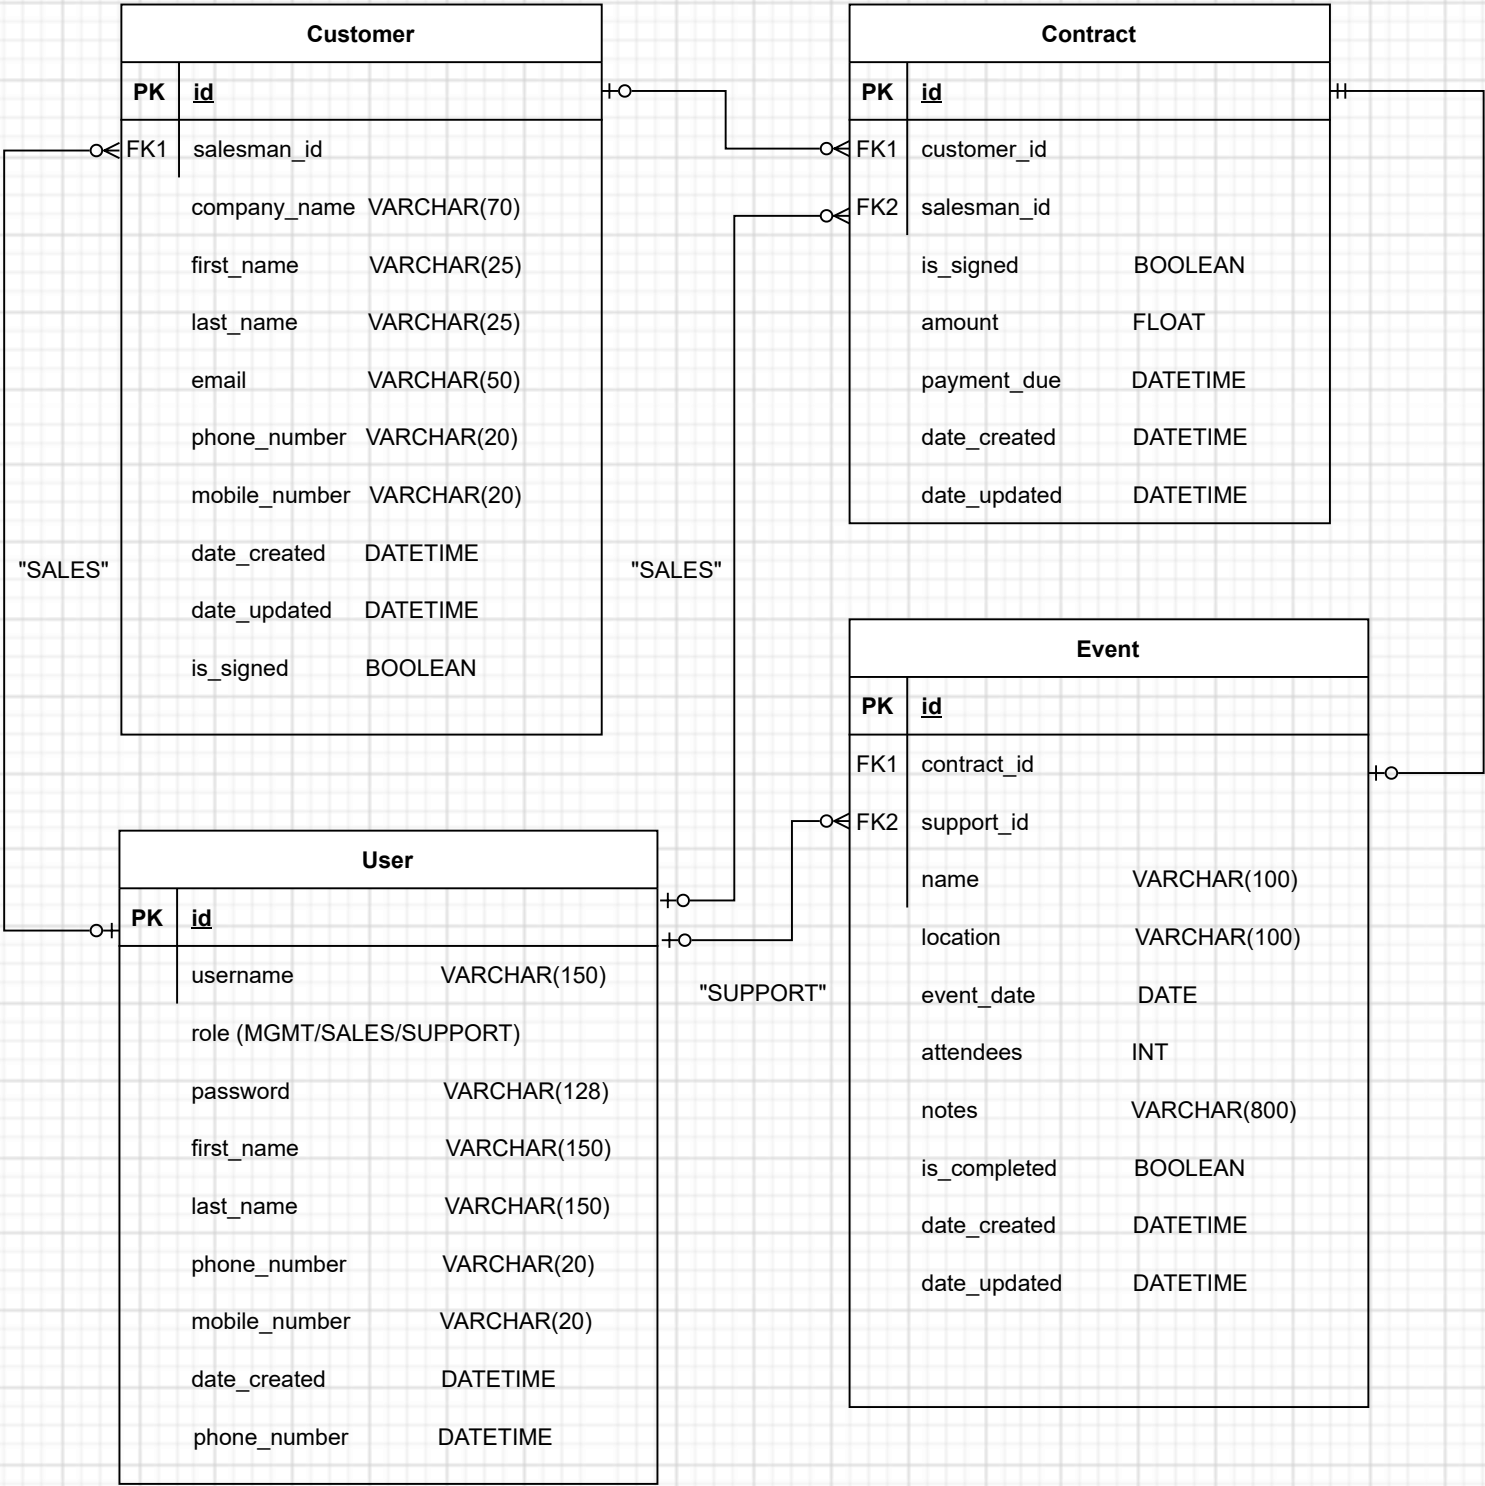 Customer
PK id
FK1 salesman_id
company_name VARCHAR(70)
first_name VARCHAR(25)
last_name VARCHAR(25)
email VARCHAR(50)
phone_number VARCHAR(20)
mobile_number VARCHAR(20)
date_created DATETIME
date_updated DATETIME
is_signed BOOLEAN
"SALES"
Contract
PK id
FK1 customer_id
FK2 salesman_id
is_signed BOOLEAN
amount FLOAT
payment_due DATETIME
date_created DATETIME
date_updated DATETIME
"SALES"
User
PK id
username VARCHAR(150)
role (MGMT/SALES/SUPPORT)
password VARCHAR(128)
first_name VARCHAR(150)
last_name VARCHAR(150)
phone_number VARCHAR(20)
mobile_number VARCHAR(20)
date_created DATETIME
phone_number DATETIME
"SUPPORT"
Event
PK id
FK1 contract_id
FK2 support_id
name VARCHAR(100)
location VARCHAR(100)
event_date DATE
attendees INT
notes VARCHAR(800)
is_completed BOOLEAN
date_created DATETIME
date_updated DATETIME